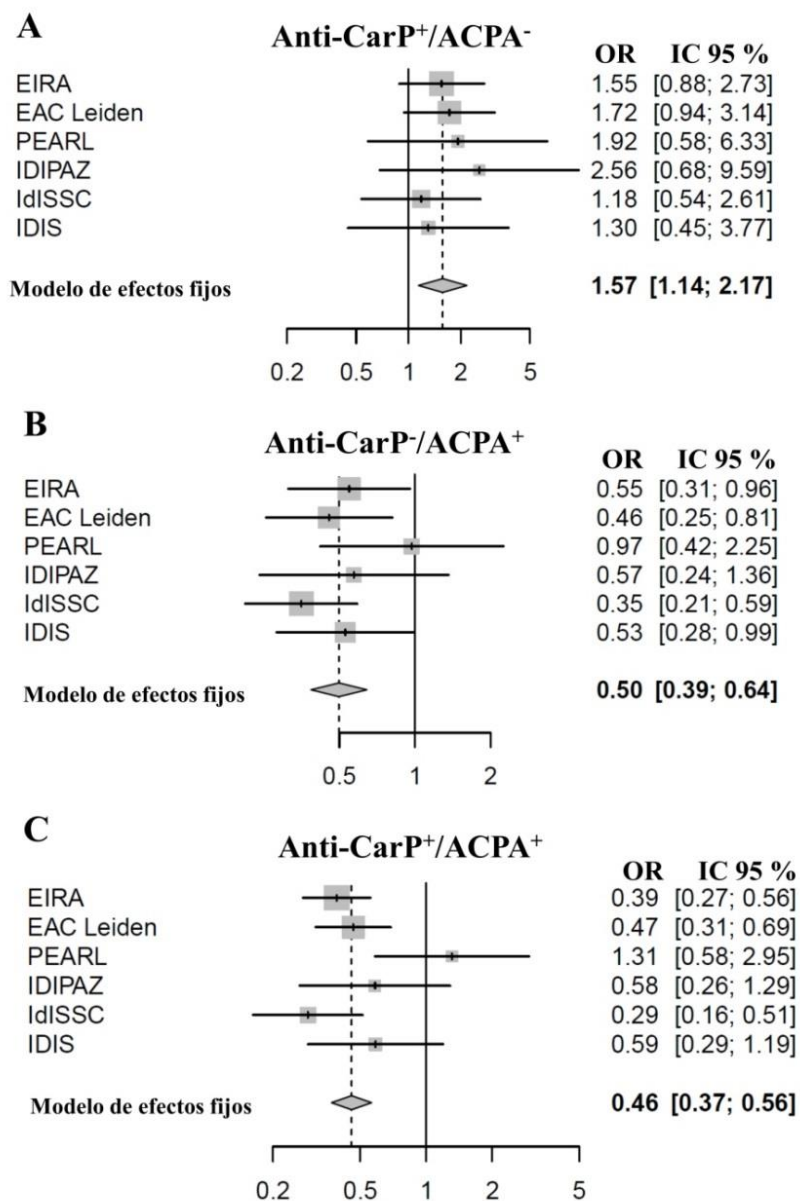 A
Anti-CarP⁺/ACPA⁻
OR IC 95 %
EIRA 1.55 [0.88; 2.73]
EAC Leiden 1.72 [0.94; 3.14]
PEARL 1.92 [0.58; 6.33]
IDIPAZ 2.56 [0.68; 9.59]
IdISSC 1.18 [0.54; 2.61]
IDIS 1.30 [0.45; 3.77]
Modelo de efectos fijos 1.57 [1.14; 2.17]
0.2 0.5 1 2 5
B
Anti-CarP⁻/ACPA⁺
OR IC 95 %
EIRA 0.55 [0.31; 0.96]
EAC Leiden 0.46 [0.25; 0.81]
PEARL 0.97 [0.42; 2.25]
IDIPAZ 0.57 [0.24; 1.36]
IdISSC 0.35 [0.21; 0.59]
IDIS 0.53 [0.28; 0.99]
Modelo de efectos fijos 0.50 [0.39; 0.64]
0.5 1 2
C
Anti-CarP⁺/ACPA⁺
OR IC 95 %
EIRA 0.39 [0.27; 0.56]
EAC Leiden 0.47 [0.31; 0.69]
PEARL 1.31 [0.58; 2.95]
IDIPAZ 0.58 [0.26; 1.29]
IdISSC 0.29 [0.16; 0.51]
IDIS 0.59 [0.29; 1.19]
Modelo de efectos fijos 0.46 [0.37; 0.56]
0.2 0.5 1 2 5